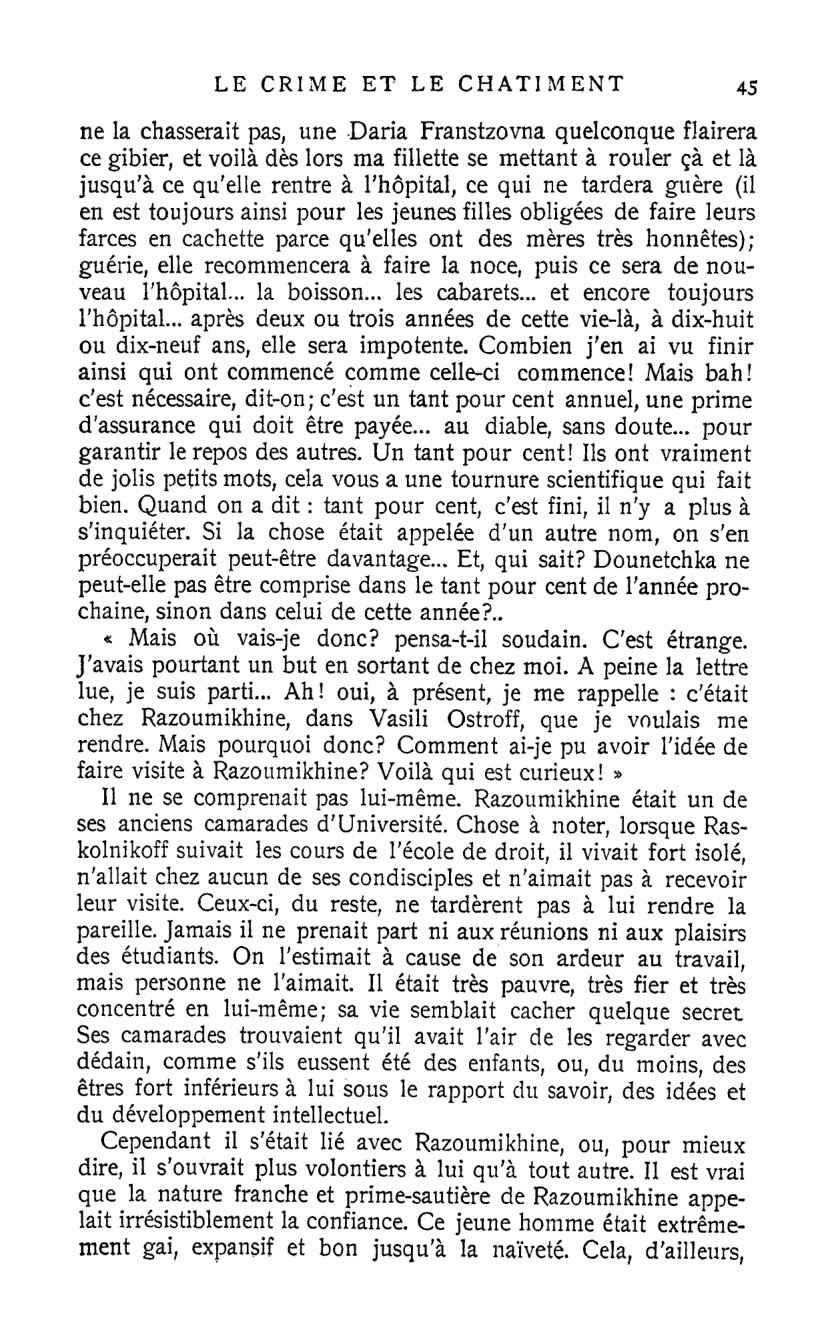 LE CRIME ET LE CHATIMENT 45
ne la chasserait pas, une Daria Franstzovna quelconque flairera
ce gibier, et voilà dès lors ma fillette se mettant à rouler çà et là
jusqu'à ce qu'elle rentre à l'hôpital, ce qui ne tardera guère (il
en est toujours ainsi pour les jeunes filles obligées de faire leurs
farces en cachette parce qu'elles ont des mères très honnêtes);
guérie, elle recommencera à faire la noce, puis ce sera de nou-
veau l'hôpital... la boisson... les cabarets... et encore toujours
l'hôpital... après deux ou trois années de cette vie-là, à dix-huit
ou dix-neuf ans, elle sera impotente. Combien j'en ai vu finir
ainsi qui ont commencé comme celle-ci commence! Mais bah!
c'est nécessaire, dit-on; c'est un tant pour cent annuel, une prime
d'assurance qui doit être payée... au diable, sans doute... pour
garantir le repos des autres. Un tant pour cent! Ils ont vraiment
de jolis petits mots, cela vous a une tournure scientifique qui fait
bien. Quand on a dit : tant pour cent, c'est fini, il n'y a plus à
s'inquiéter. Si la chose était appelée d'un autre nom, on s'en
préoccuperait peut-être davantage... Et, qui sait? Dounetchka ne
peut-elle pas être comprise dans le tant pour cent de l'année pro-
chaine, sinon dans celui de cette année?..
« Mais où vais-je donc? pensa-t-il soudain. C'est étrange.
J'avais pourtant un but en sortant de chez moi. A peine la lettre
lue, je suis parti... Ah! oui, à présent, je me rappelle : c'était
chez Razoumikhine, dans Vasili Ostroff, que je voulais me
rendre. Mais pourquoi donc? Comment ai-je pu avoir l'idée de
faire visite à Razoumikhine? Voilà qui est curieux! »
Il ne se comprenait pas lui-même. Razoumikhine était un de
ses anciens camarades d'Université. Chose à noter, lorsque Ras-
kolnikoff suivait les cours de l'école de droit, il vivait fort isolé,
n'allait chez aucun de ses condisciples et n'aimait pas à recevoir
leur visite. Ceux-ci, du reste, ne tardèrent pas à lui rendre la
pareille. Jamais il ne prenait part ni aux réunions ni aux plaisirs
des étudiants. On l'estimait à cause de son ardeur au travail,
mais personne ne l'aimait. Il était très pauvre, très fier et très
concentré en lui-même; sa vie semblait cacher quelque secret
Ses camarades trouvaient qu'il avait l'air de les regarder avec
dédain, comme s'ils eussent été des enfants, ou, du moins, des
êtres fort inférieurs à lui sous le rapport du savoir, des idées et
du développement intellectuel.
Cependant il s'était lié avec Razoumikhine, ou, pour mieux
dire, il s'ouvrait plus volontiers à lui qu'à tout autre. Il est vrai
que la nature franche et prime-sautière de Razoumikhine appe-
lait irrésistiblement la confiance. Ce jeune homme était extrême-
ment gai, expansif et bon jusqu'à la naïveté. Cela, d'ailleurs,